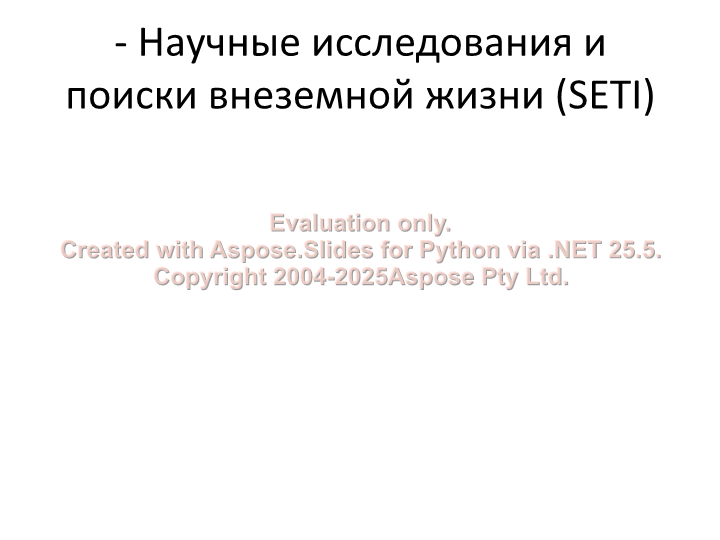 - Научные исследования и
поиски внеземной жизни (SETI)
Evaluation only.
Created with Aspose.Slides for Python via .NET 25.5.
Copyright 2004-2025Aspose Pty Ltd.